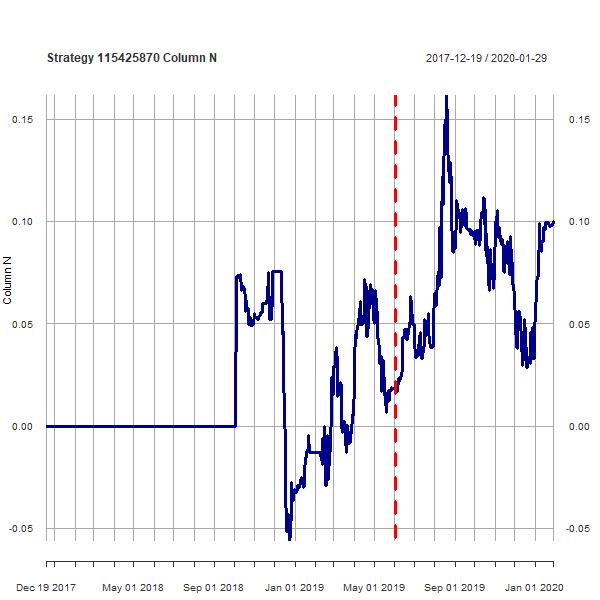 Strategy 115425870 Column N
2017-12-19 / 2020-01-29
0.15 0.15
0.10 0.10
Column N
0.05 0.05
0.00 0.00
-0.05 -0.05
Dec 19 2017 May 01 2018 Sep 01 2018 Jan 01 2019 May 01 2019 Sep 01 2019 Jan 01 2020